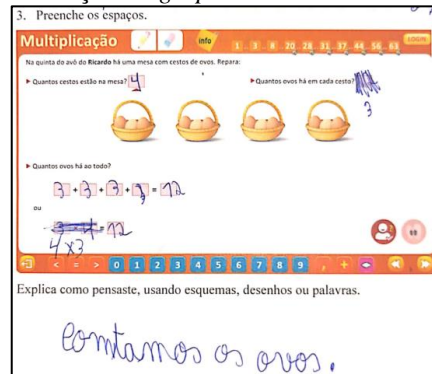 3. Preenche os espaços.
Multiplicação
info
1 3 8 20 28 31 37 44 56 63
LOGIN
Na quinta do avô do Ricardo há uma mesa com cestos de ovos. Repara:
Quantos cestos estão na mesa? 4
Quantos ovos há em cada cesto?
3
Quantos ovos há ao todo?
3 + 3 + 3 + 3 = 12
ou
= 12
4x3
< = > 0 1 2 3 4 5 6 7 8 9 , +
Explica como pensaste, usando esquemas, desenhos ou palavras.
comtamos os ovos.